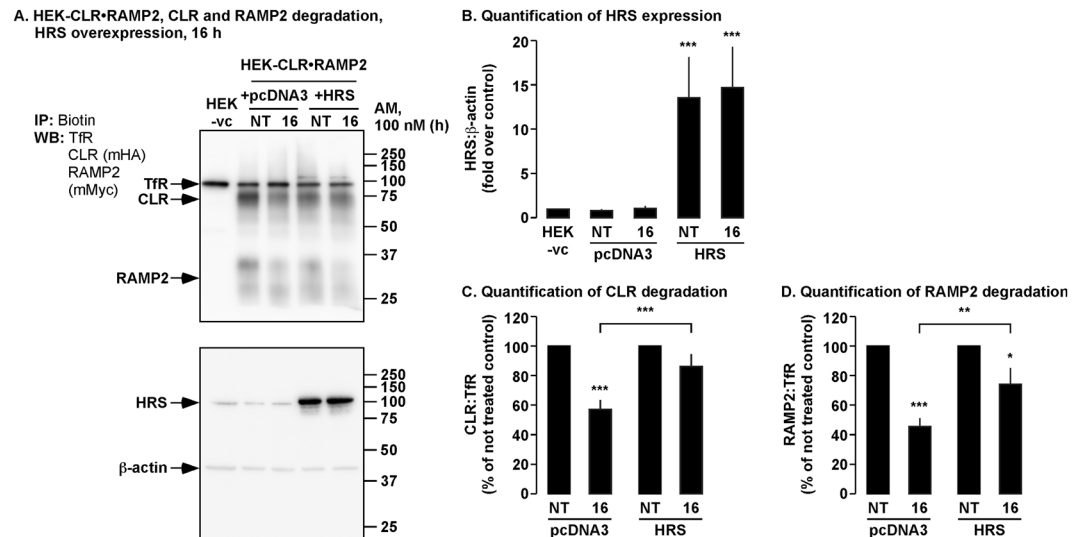 A. HEK-CLR•RAMP2, CLR and RAMP2 degradation,
HRS overexpression, 16 h
HEK-CLR•RAMP2
HEK
-vc
+pcDNA3 +HRS
AM,
100 nM (h)
NT 16 NT 16
IP: Biotin
WB: TfR
CLR (mHA)
RAMP2
(mMyc)
TfR
CLR
RAMP2
250
150
100
75
50
37
25
HRS
β-actin
250
150
100
75
50
37
25
B. Quantification of HRS expression
HRS:β-actin
(fold over control)
20
15
10
5
0
*** ***
HEK
-vc
NT 16 NT 16
pcDNA3 HRS
C. Quantification of CLR degradation
CLR:TfR
(% of not treated control)
120
100
80
60
40
20
0
***
***
NT 16 NT 16
pcDNA3 HRS
D. Quantification of RAMP2 degradation
RAMP2:TfR
(% of not treated control)
120
100
80
60
40
20
0
**
***
*
NT 16 NT 16
pcDNA3 HRS